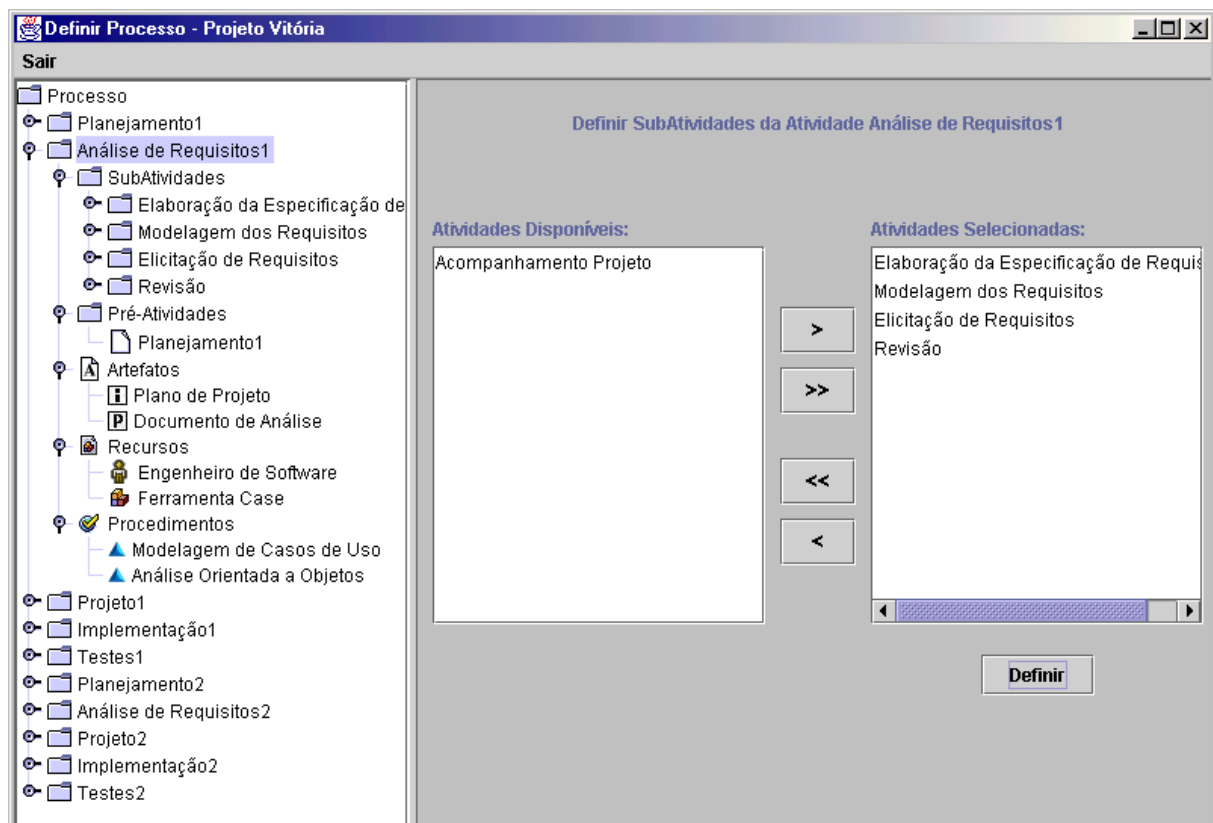 Definir Processo - Projeto Vitória
Sair
Processo
Planejamento1
Análise de Requisitos1
SubAtividades
Elaboração da Especificação de
Modelagem dos Requisitos
Elicitação de Requisitos
Revisão
Pré-Atividades
Planejamento1
A Artefatos
i Plano de Projeto
P Documento de Análise
Recursos
Engenheiro de Software
Ferramenta Case
Procedimentos
Modelagem de Casos de Uso
Análise Orientada a Objetos
Projeto1
Implementação1
Testes1
Planejamento2
Análise de Requisitos2
Projeto2
Implementação2
Testes2
Definir SubAtividades da Atividade Análise de Requisitos1
Atividades Disponíveis:
Acompanhamento Projeto
>
>>
<<
<
Atividades Selecionadas:
Elaboração da Especificação de Requis
Modelagem dos Requisitos
Elicitação de Requisitos
Revisão
Definir